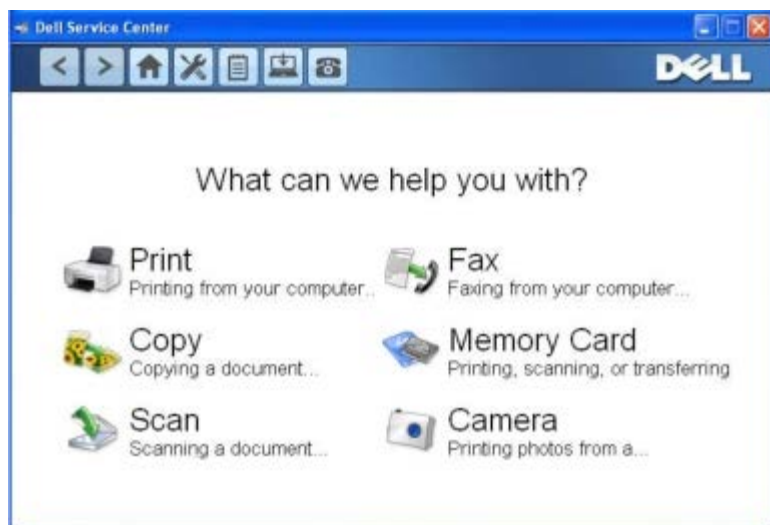 Dell Service Center
DELL
What can we help you with?
Print
Printing from your computer..
Fax
Faxing from your computer...
Copy
Copying a document...
Memory Card
Printing, scanning, or transferring
Scan
Scanning a document...
Camera
Printing photos from a...